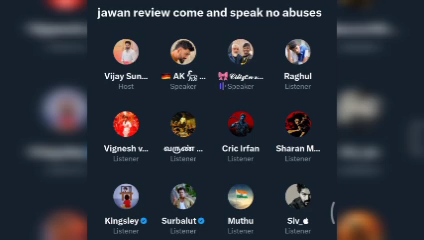 jawan review come and speak no abuses
Vijay Sun... AK ... Raghul
Host Speaker Speaker Listener
Vignesh v... வருண் ... Cric Irfan Sharan M...
Listener Listener Listener Listener
Kingsley Surbalut Muthu Siv
Listener Listener Listener Listener